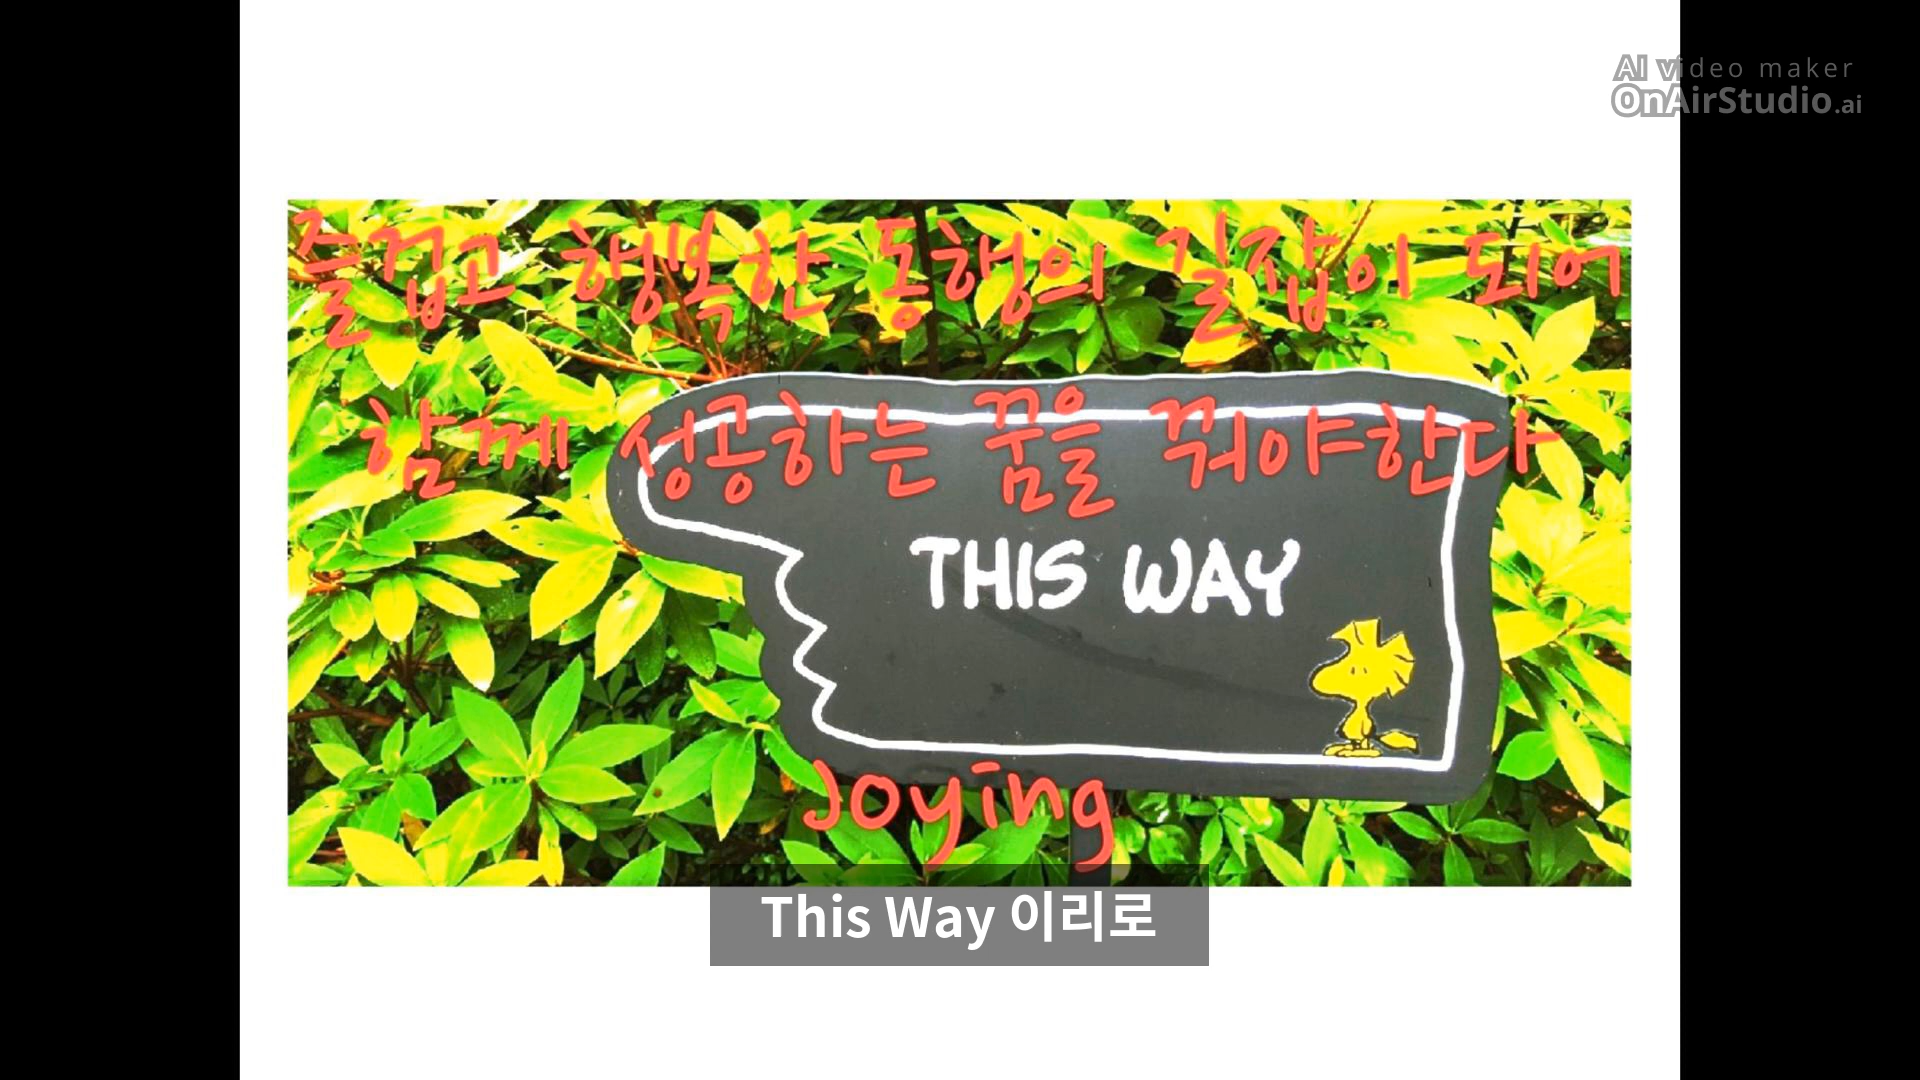 AI video maker
OnAirStudio.ai
즐겁고 행복한 동행의 길잡이 되어
함께 성공하는 꿈을 꿔야한다
THIS WAY
Joying
This Way 이리로